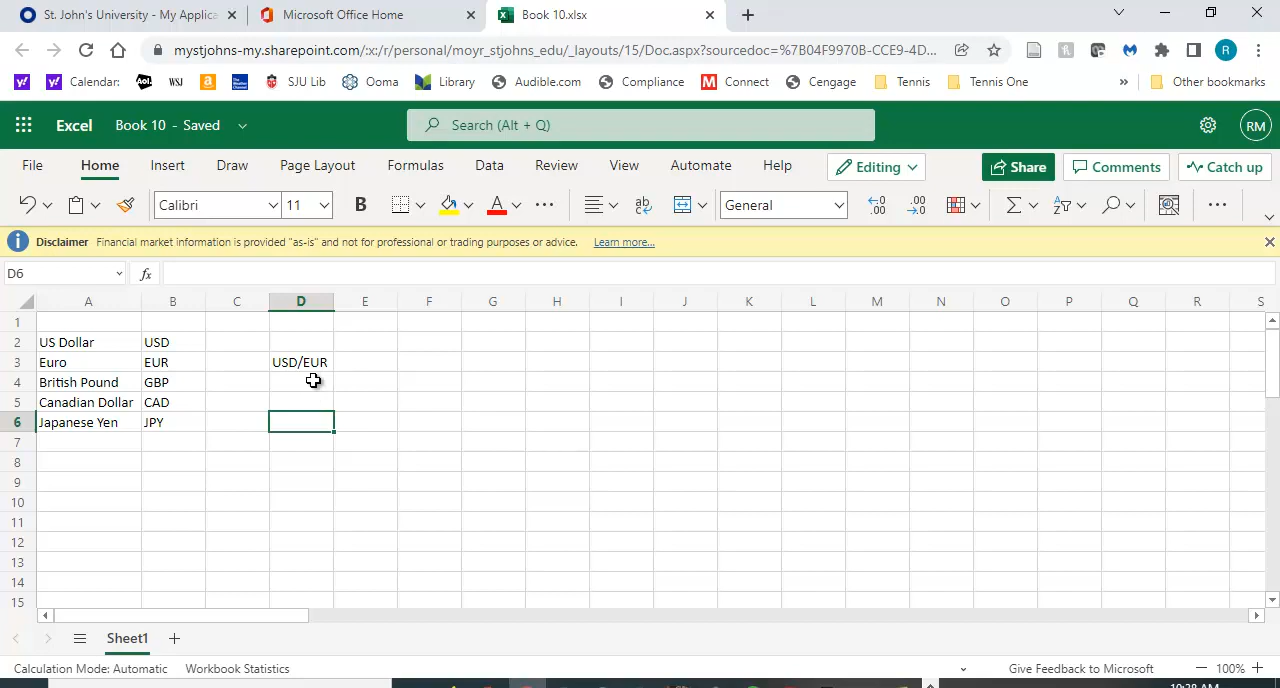 St. John's University - My Applica
Microsoft Office Home
Book 10.xlsx
mystjohns-my.sharepoint.com/:x:/r/personal/moyr_stjohns_edu/_layouts/15/Doc.aspx?sourcedoc=%7B04F9970B-CCE9-4D...
R
Calendar:
Aol.
WSJ
SJU Lib
Ooma
Library
Audible.com
Compliance
M Connect
Cengage
Tennis
Tennis One
»
Other bookmarks
Excel
Book 10 - Saved
Search (Alt + Q)
RM
File
Home
Insert
Draw
Page Layout
Formulas
Data
Review
View
Automate
Help
Editing
Share
Comments
Catch up
Calibri
11
B
A
ab
General
Disclaimer Financial market information is provided "as-is" and not for professional or trading purposes or advice. Learn more...
D6
fx
A B C D E F G H I J K L M N O P Q R S
1
2 US Dollar USD
3 Euro EUR USD/EUR
4 British Pound GBP
5 Canadian Dollar CAD
6 Japanese Yen JPY
7
8
9
10
11
12
13
14
15
Sheet1
Calculation Mode: Automatic
Workbook Statistics
Give Feedback to Microsoft
100%